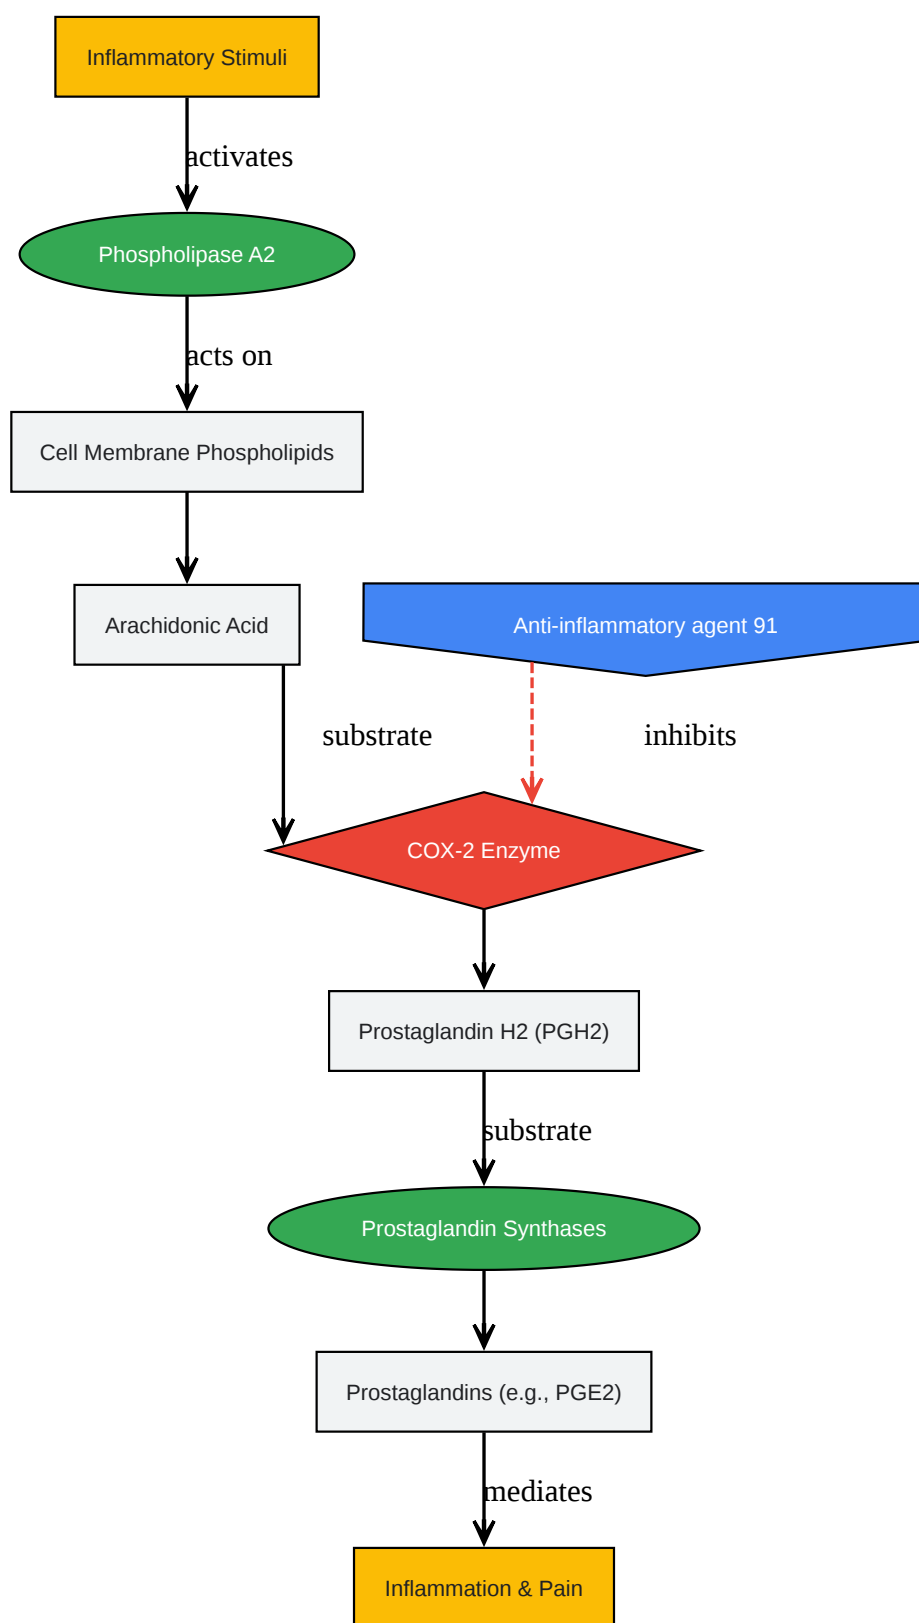 Inflammatory Stimuli
activates
Phospholipase A2
acts on
Cell Membrane Phospholipids
Arachidonic Acid
Anti-inflammatory agent 91
substrate
inhibits
COX-2 Enzyme
Prostaglandin H2 (PGH2)
substrate
Prostaglandin Synthases
Prostaglandins (e.g., PGE2)
mediates
Inflammation & Pain